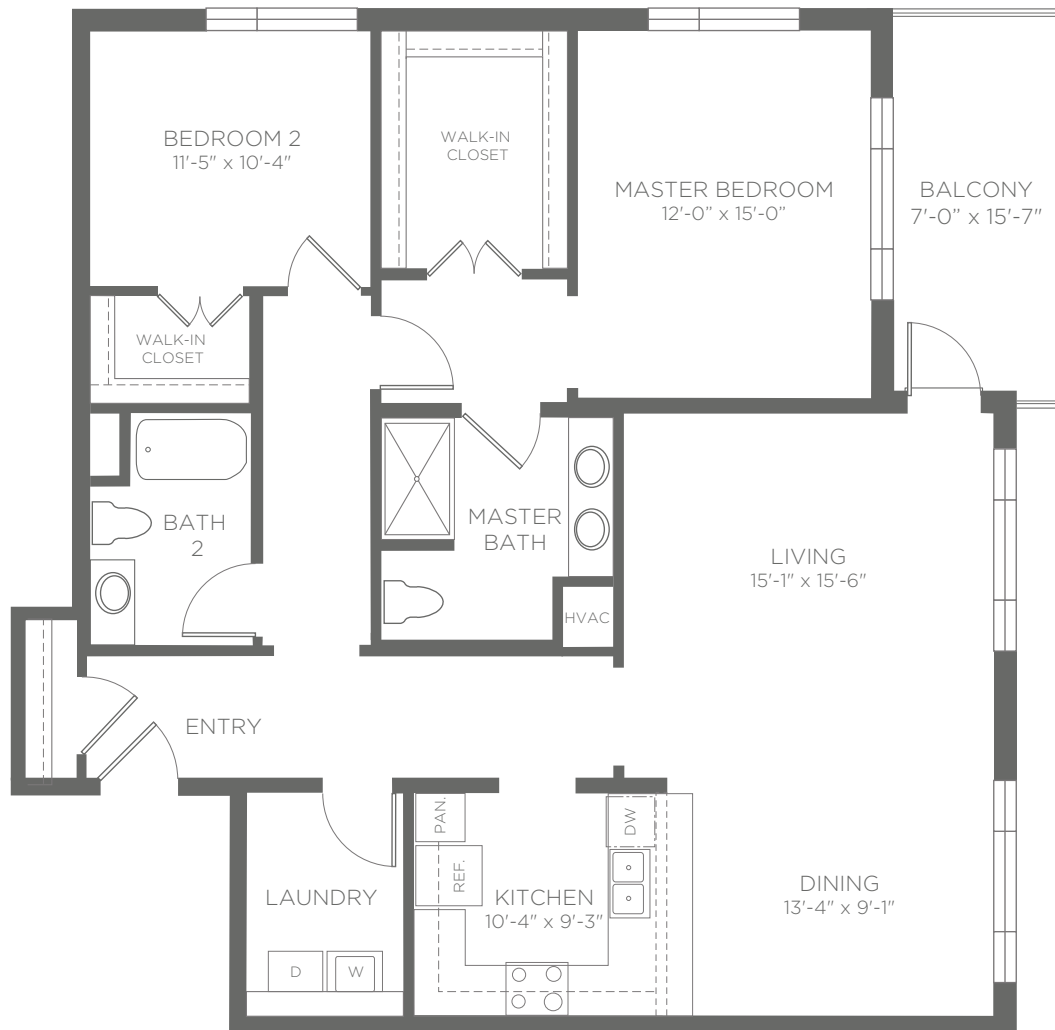 BEDROOM 2
11'-5" x 10'-4"
WALK-IN
CLOSET
MASTER BEDROOM
12'-0” x 15'-0”
BALCONY
7'-0” x 15'-7"
WALK-IN
CLOSET
BATH
2
MASTER
BATH
HVAC
LIVING
15'-1" x 15'-6"
ENTRY
PAN.
DW
REF.
LAUNDRY
KITCHEN
10'-4" x 9'-3"
DINING
13'-4" x 9'-1"
D
W